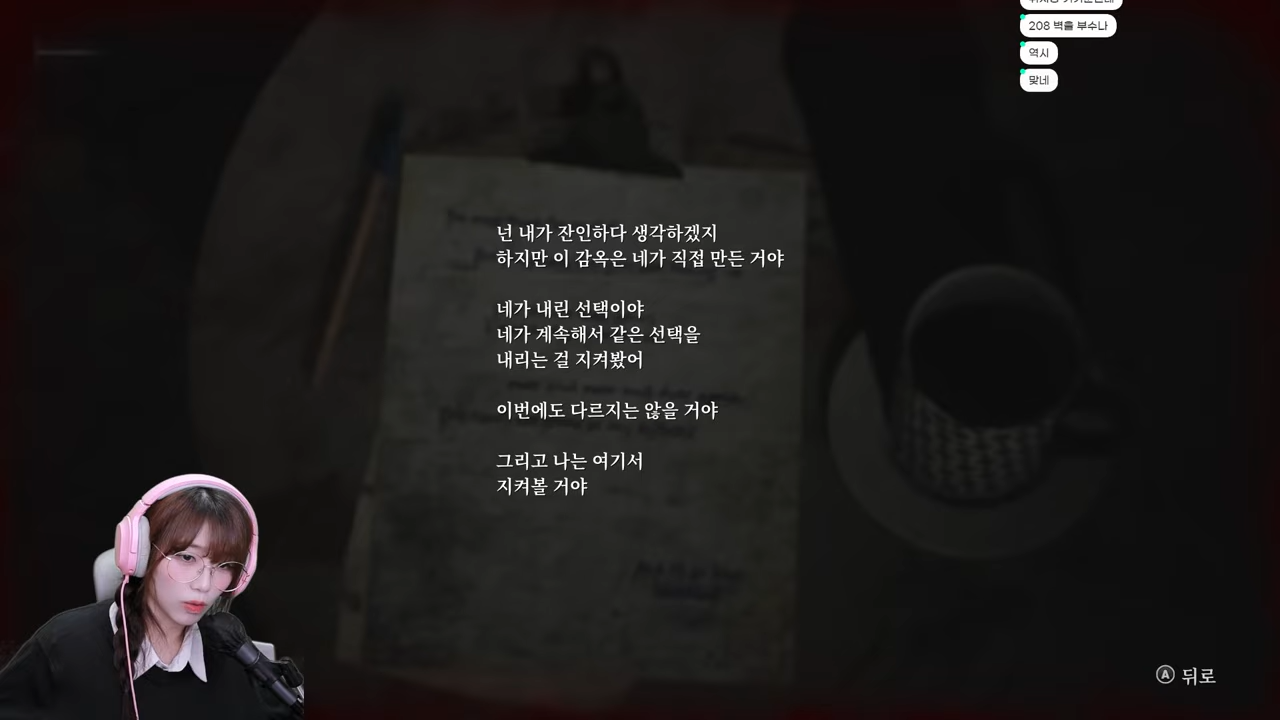 208 벽을 부수나
역시
맞네
넌 내가 잔인하다 생각하겠지
하지만 이 감옥은 네가 직접 만든 거야
네가 내린 선택이야
네가 계속해서 같은 선택을
내리는 걸 지켜봤어
이번에도 다르지는 않을 거야
그리고 나는 여기서
지켜볼 거야
A 뒤로